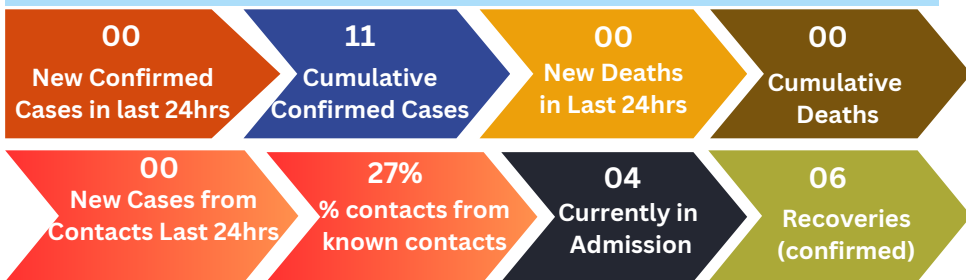 00
New Confirmed
Cases in last 24hrs
11
Cumulative
Confirmed Cases
00
New Deaths
in Last 24hrs
00
Cumulative
Deaths
00
New Cases from
Contacts Last 24hrs
27%
% contacts from
known contacts
04
Currently in
Admission
06
Recoveries
(confirmed)